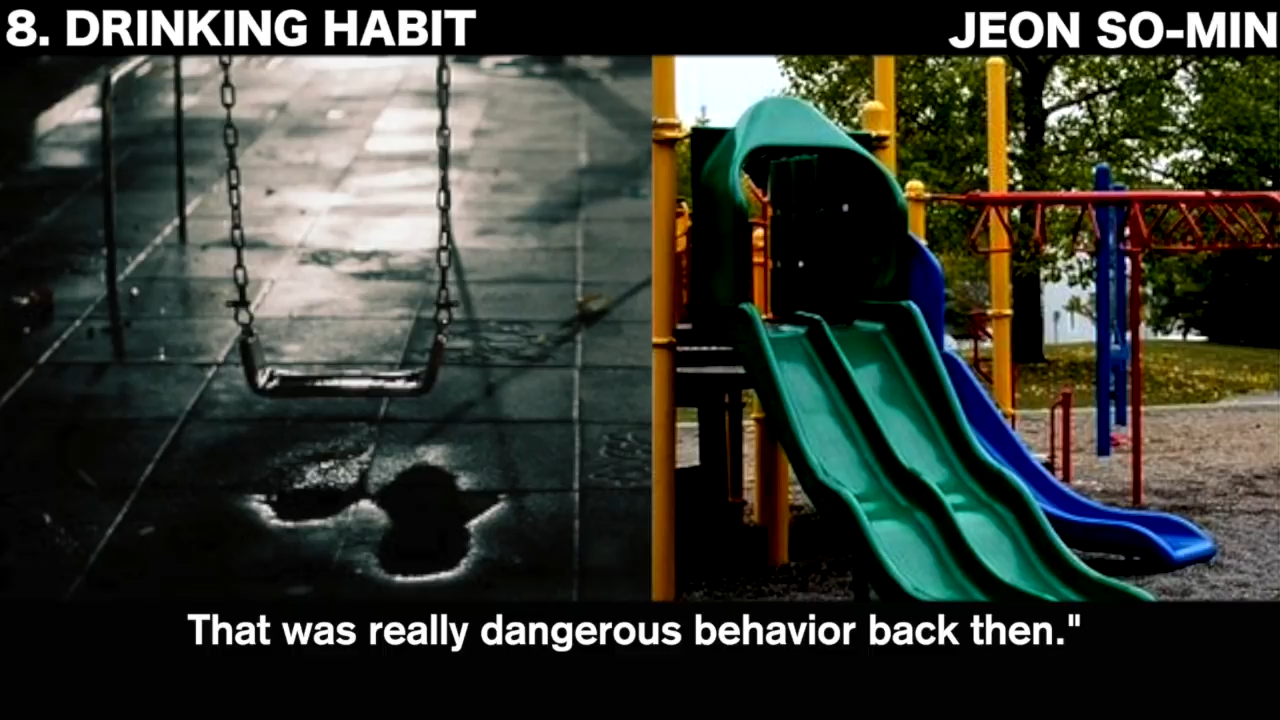 8. DRINKING HABIT
JEON SO-MIN
That was really dangerous behavior back then."